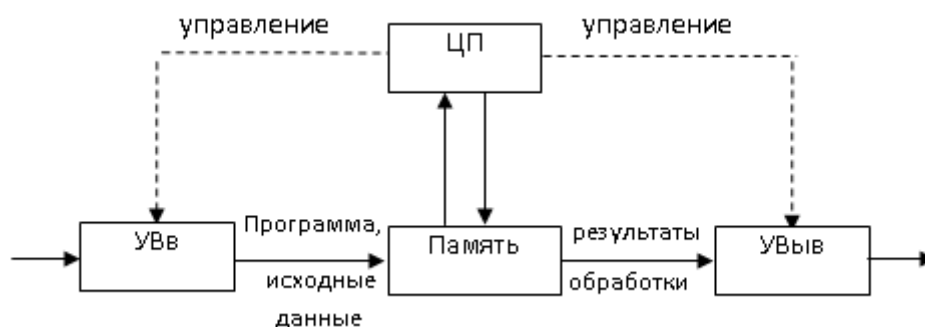 управление
ЦП
управление
УВв
Программа,
исходные
данные
Память
результаты
обработки
УВыв